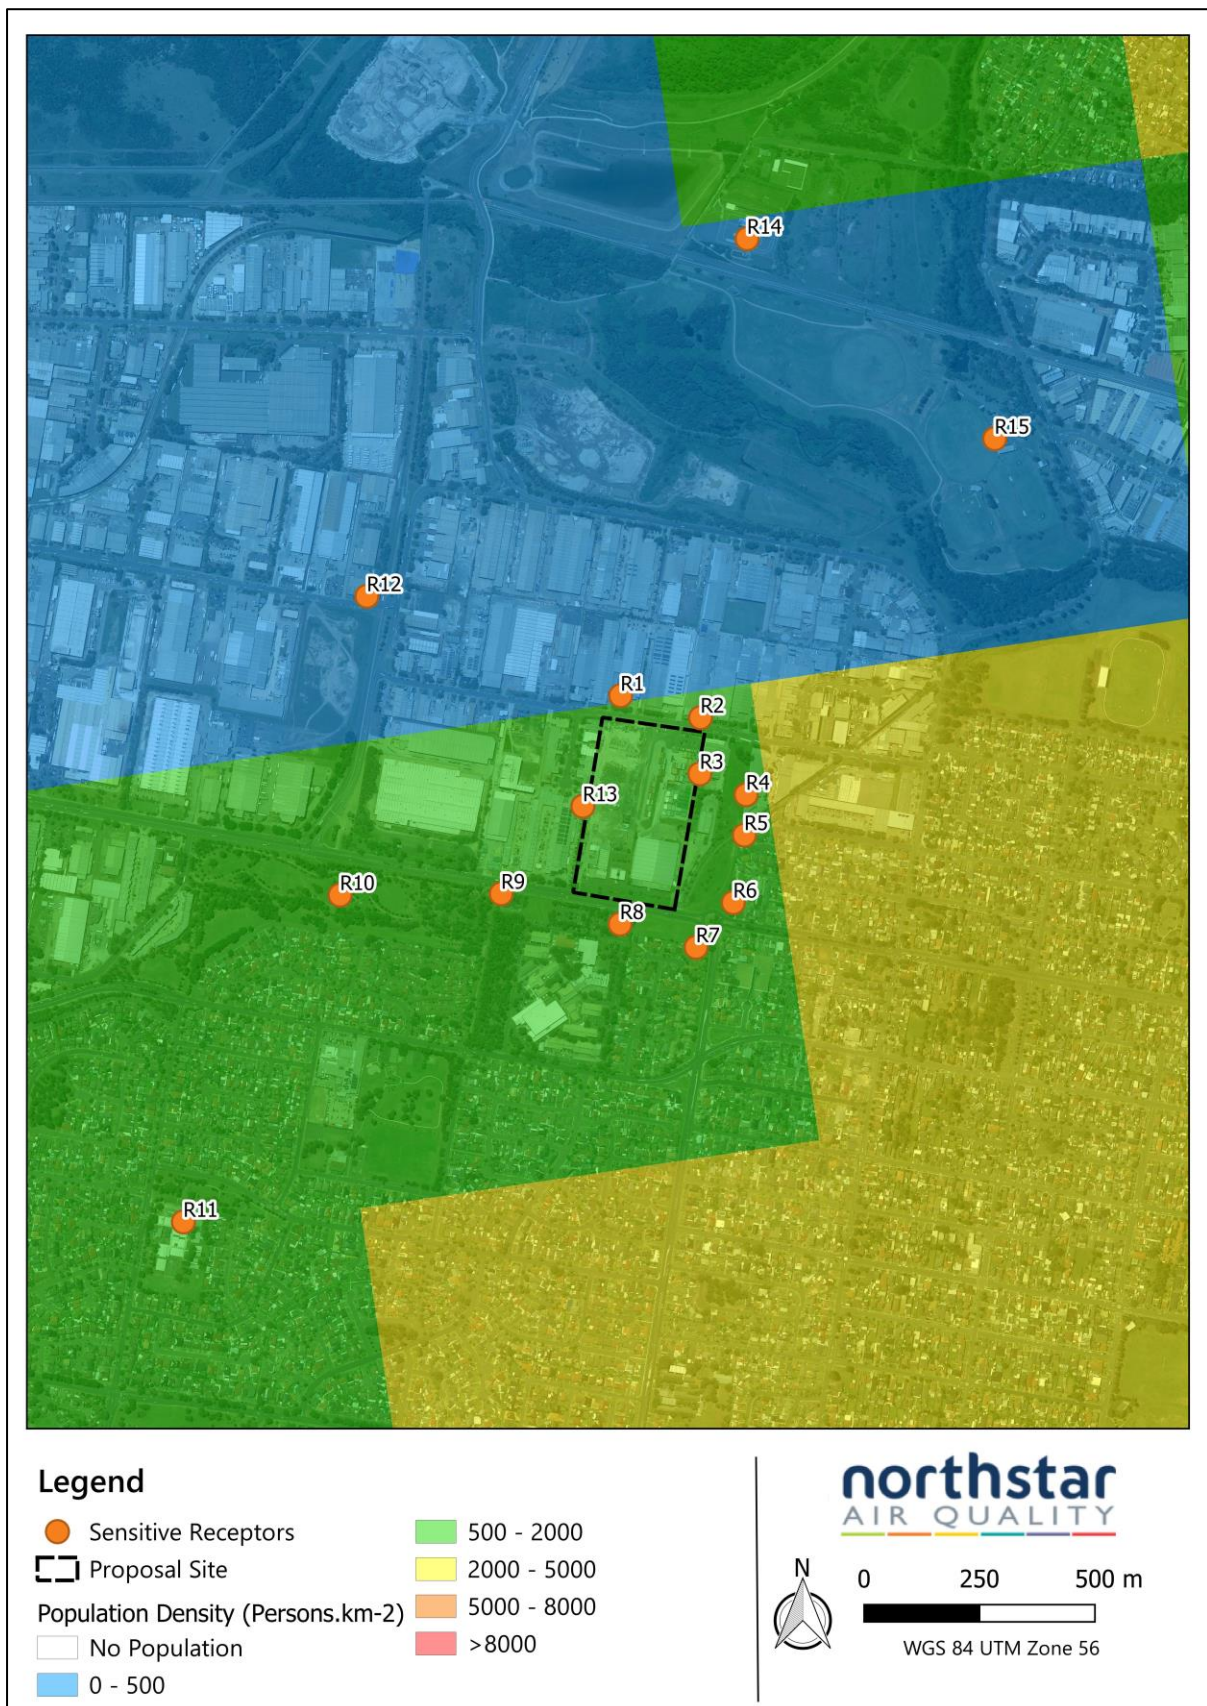 R14
R15
R12
R1
R2
R3
R4
R13
R5
R10
R9
R6
R8
R7
R11
Legend
Sensitive Receptors
Proposal Site
Population Density (Persons.km-2)
No Population
0 - 500
500 - 2000
2000 - 5000
5000 - 8000
>8000
northstar
AIR QUALITY
N
0 250 500 m
WGS 84 UTM Zone 56